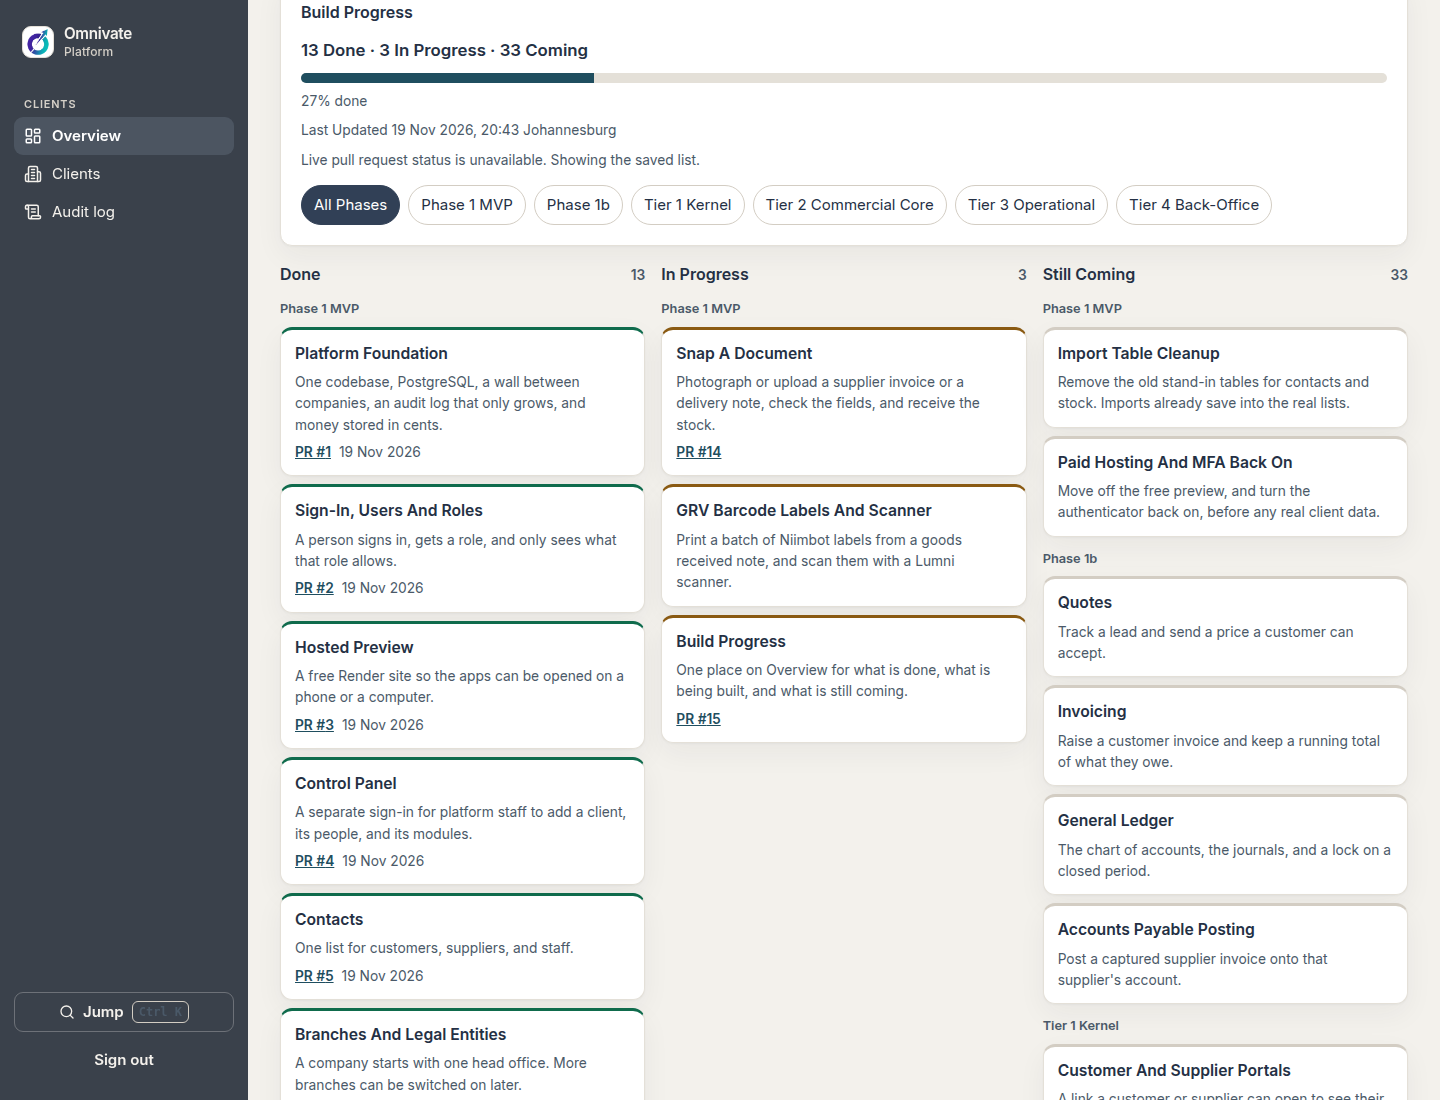 Omnivate
Platform
CLIENTS
Overview
Clients
Audit log
Jump Ctrl K
Sign out
Build Progress
13 Done · 3 In Progress · 33 Coming
27% done
Last Updated 19 Nov 2026, 20:43 Johannesburg
Live pull request status is unavailable. Showing the saved list.
All Phases
Phase 1 MVP
Phase 1b
Tier 1 Kernel
Tier 2 Commercial Core
Tier 3 Operational
Tier 4 Back-Office
Done 13
Phase 1 MVP
Platform Foundation
One codebase, PostgreSQL, a wall between
companies, an audit log that only grows, and
money stored in cents.
PR #1 19 Nov 2026
Sign-In, Users And Roles
A person signs in, gets a role, and only sees what
that role allows.
PR #2 19 Nov 2026
Hosted Preview
A free Render site so the apps can be opened on a
phone or a computer.
PR #3 19 Nov 2026
Control Panel
A separate sign-in for platform staff to add a client,
its people, and its modules.
PR #4 19 Nov 2026
Contacts
One list for customers, suppliers, and staff.
PR #5 19 Nov 2026
Branches And Legal Entities
A company starts with one head office. More
branches can be switched on later.
In Progress 3
Phase 1 MVP
Snap A Document
Photograph or upload a supplier invoice or a
delivery note, check the fields, and receive the
stock.
PR #14
GRV Barcode Labels And Scanner
Print a batch of Niimbot labels from a goods
received note, and scan them with a Lumni
scanner.
Build Progress
One place on Overview for what is done, what is
being built, and what is still coming.
PR #15
Still Coming 33
Phase 1 MVP
Import Table Cleanup
Remove the old stand-in tables for contacts and
stock. Imports already save into the real lists.
Paid Hosting And MFA Back On
Move off the free preview, and turn the
authenticator back on, before any real client data.
Phase 1b
Quotes
Track a lead and send a price a customer can
accept.
Invoicing
Raise a customer invoice and keep a running total
of what they owe.
General Ledger
The chart of accounts, the journals, and a lock on a
closed period.
Accounts Payable Posting
Post a captured supplier invoice onto that
supplier's account.
Tier 1 Kernel
Customer And Supplier Portals
A link a customer or supplier can open to see their